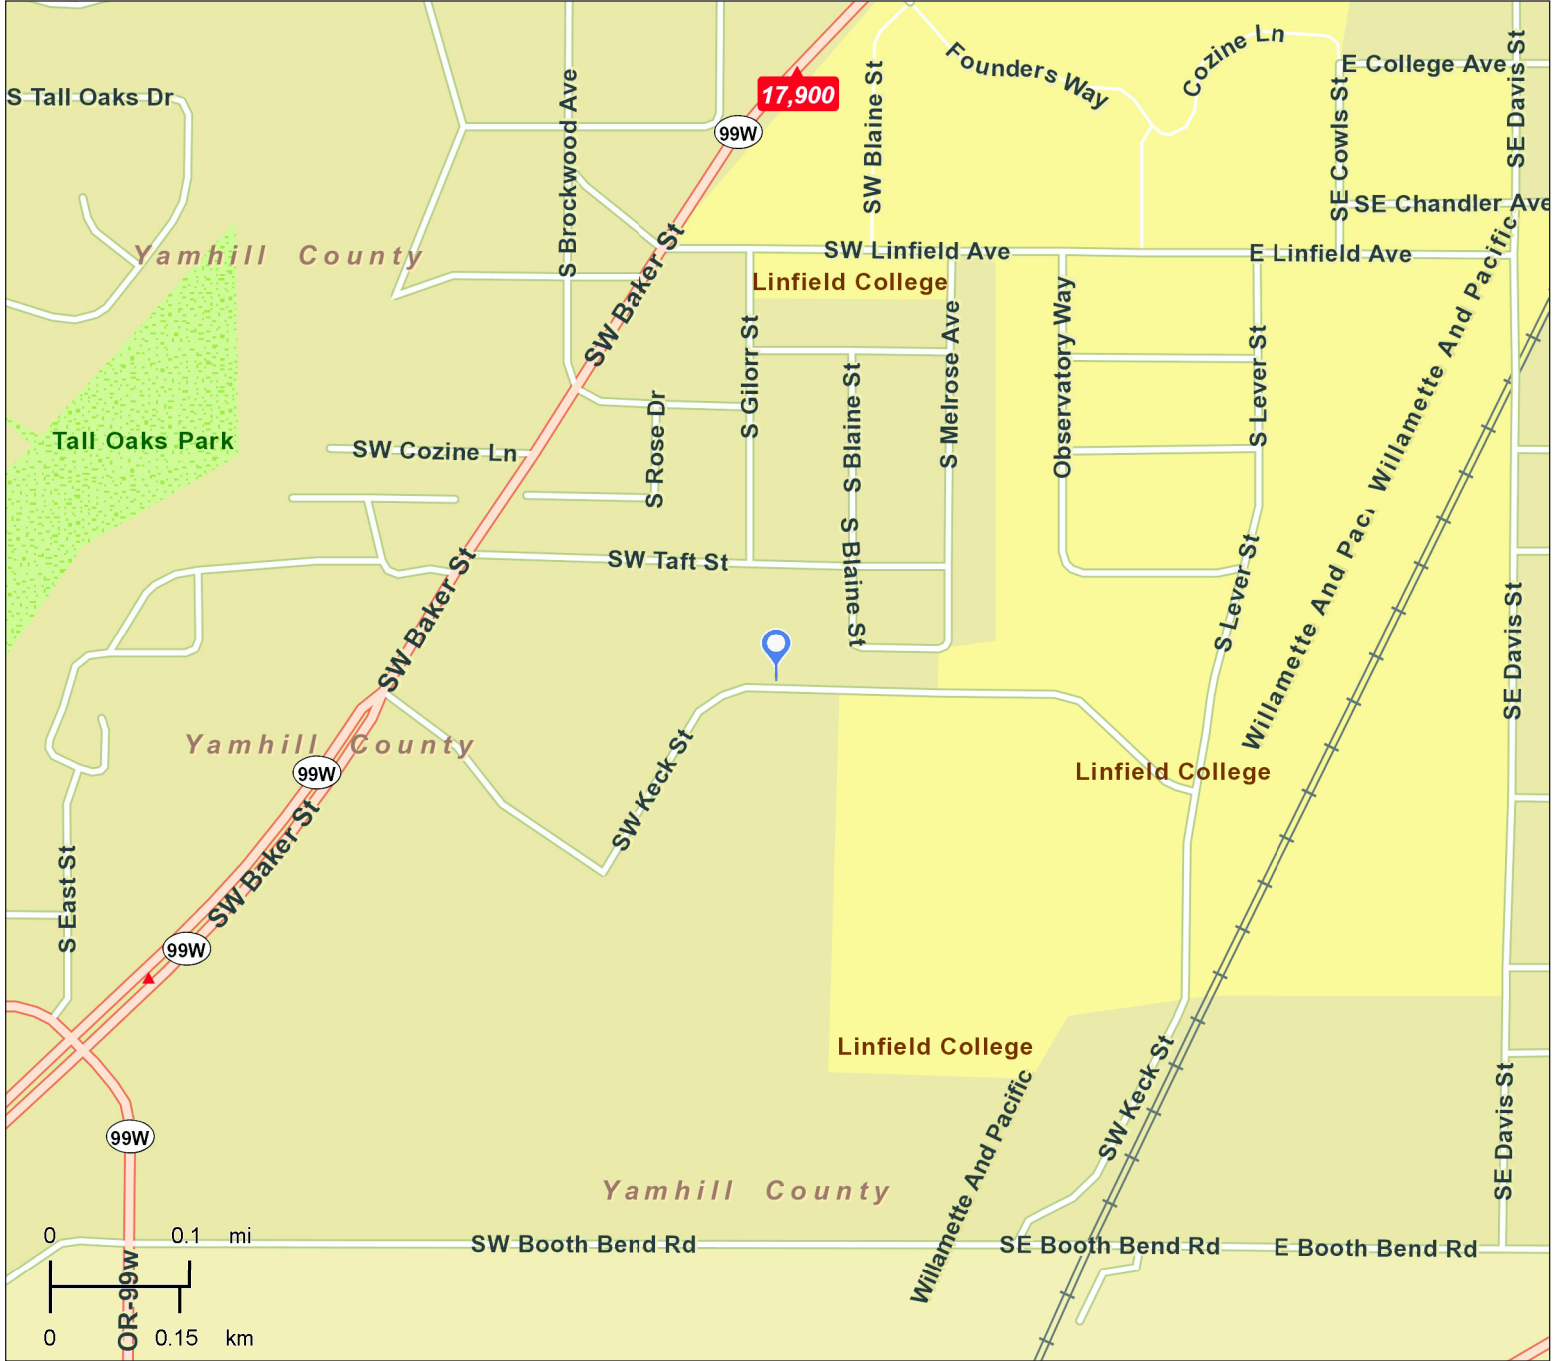 Founders Way
Cozine Ln
E College Ave
SE Davis St
S Tall Oaks Dr
17,900
99W
S Brockwood Ave
SW Blaine St
SE Cowls St
SE Chandler Ave
Yamhill County
SW Baker St
SW Linfield Ave
E Linfield Ave
Linfield College
Willamette And Pacific
S Gilorr St
S Melrose Ave
Observatory Way
S Lever St
S Blaine St
S Rose Dr
Tall Oaks Park
SW Cozine Ln
Willamette And Paci
SW Taft St
S Blaine St
SW Baker St
S Lever St
SE Davis St
Yamhill County
99W
Linfield College
SW Keck St
SW Baker St
S East St
99W
Linfield College
SW Keck St
Willamette And Pacific
SE Davis St
99W
Yamhill County
0 0.1 mi
SW Booth Bend Rd
SE Booth Bend Rd
E Booth Bend Rd
OR-99w
0 0.15 km